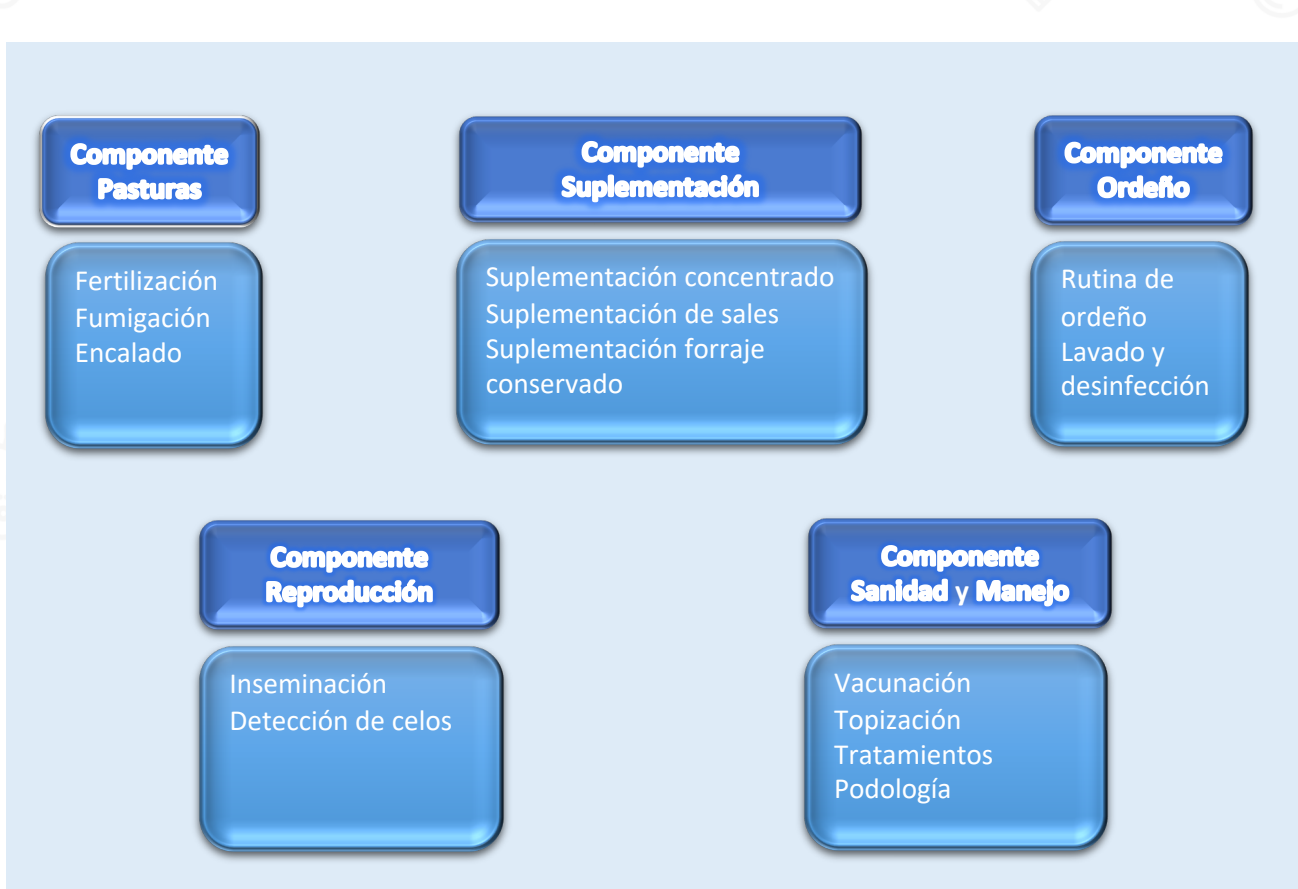 Componente
Pasturas
Fertilización
Fumigación
Encalado
Componente
Suplementación
Suplementación concentrado
Suplementación de sales
Suplementación forraje
conservado
Componente
Ordeño
Rutina de
ordeño
Lavado y
desinfección
Componente
Reproducción
Inseminación
Detección de celos
Componente
Sanidad y Manejo
Vacunación
Topización
Tratamientos
Podología